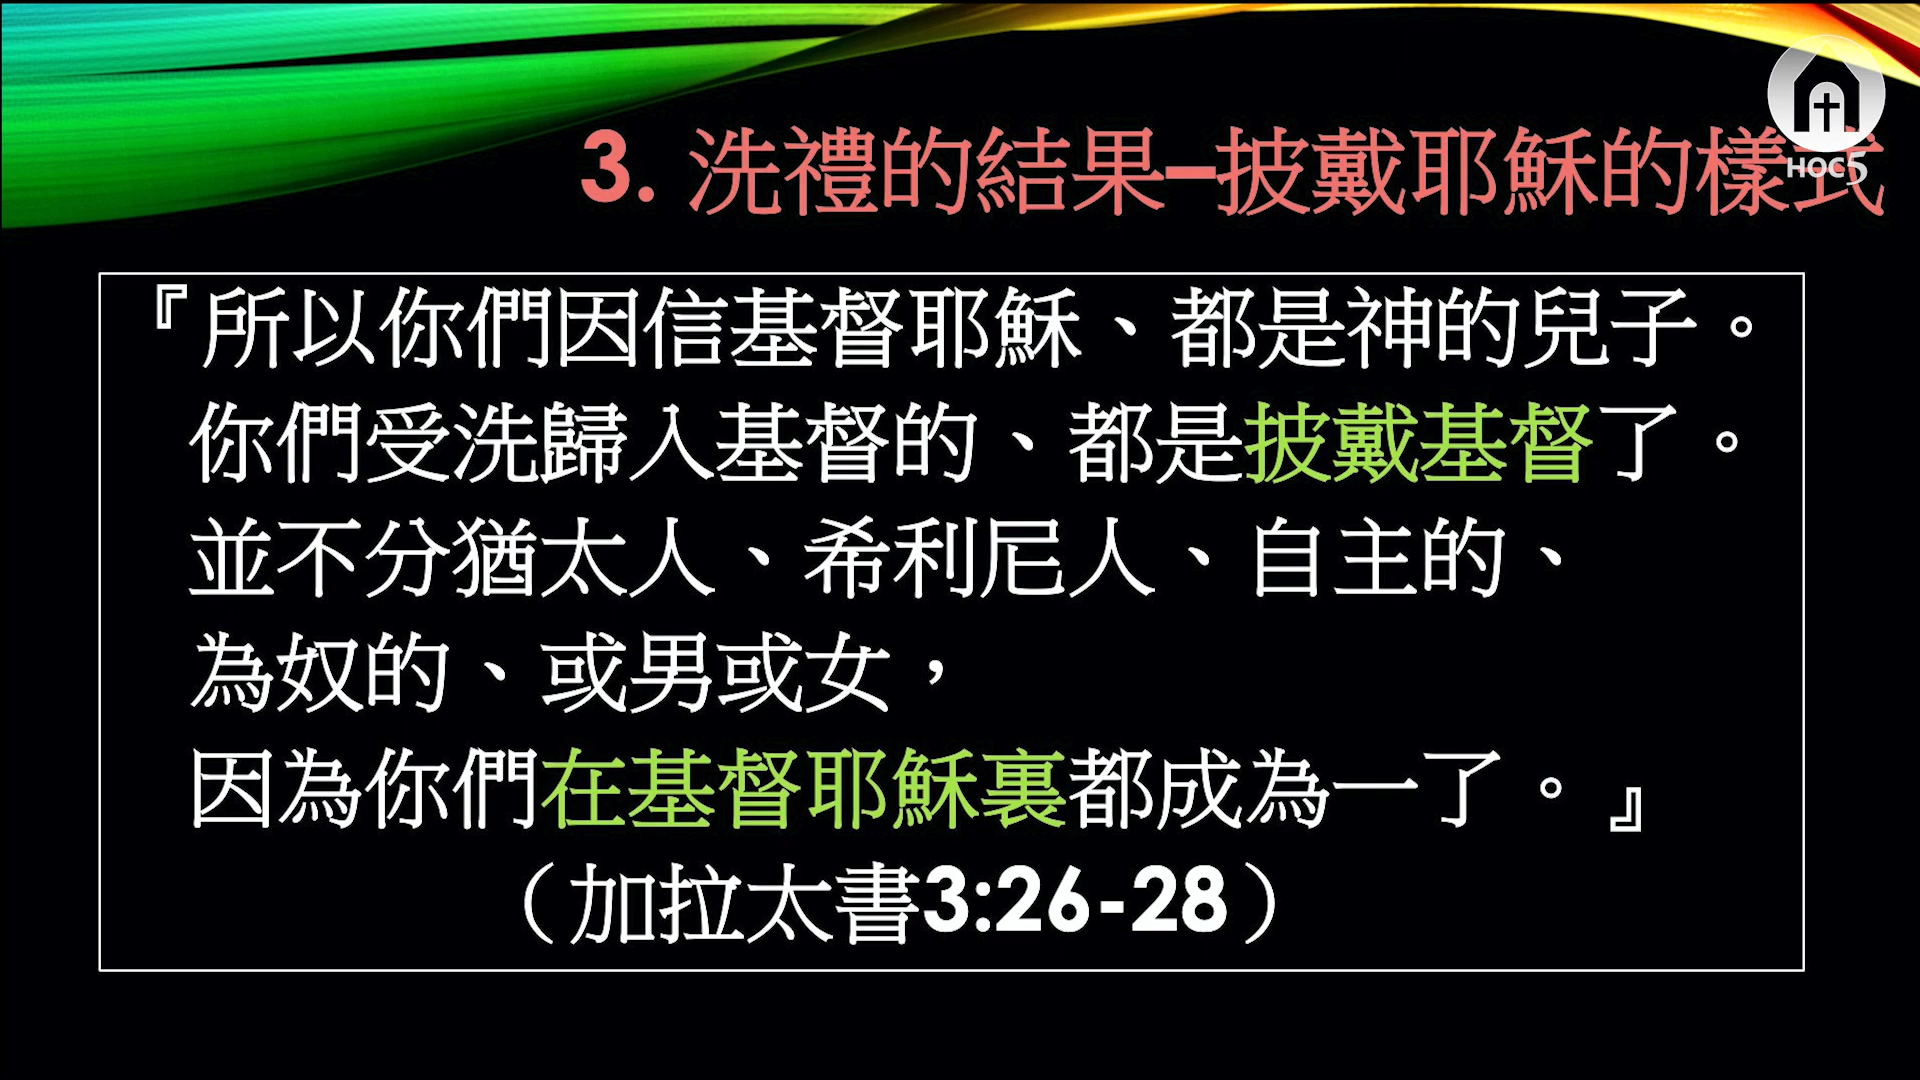 3. 洗禮的結果–披戴耶穌的樣式
HOC5
『所以你們因信基督耶穌、都是神的兒子。
你們受洗歸入基督的、都是披戴基督了。
並不分猶太人、希利尼人、自主的、
為奴的、或男或女，
因為你們在基督耶穌裏都成為一了。』
（加拉太書3:26-28）